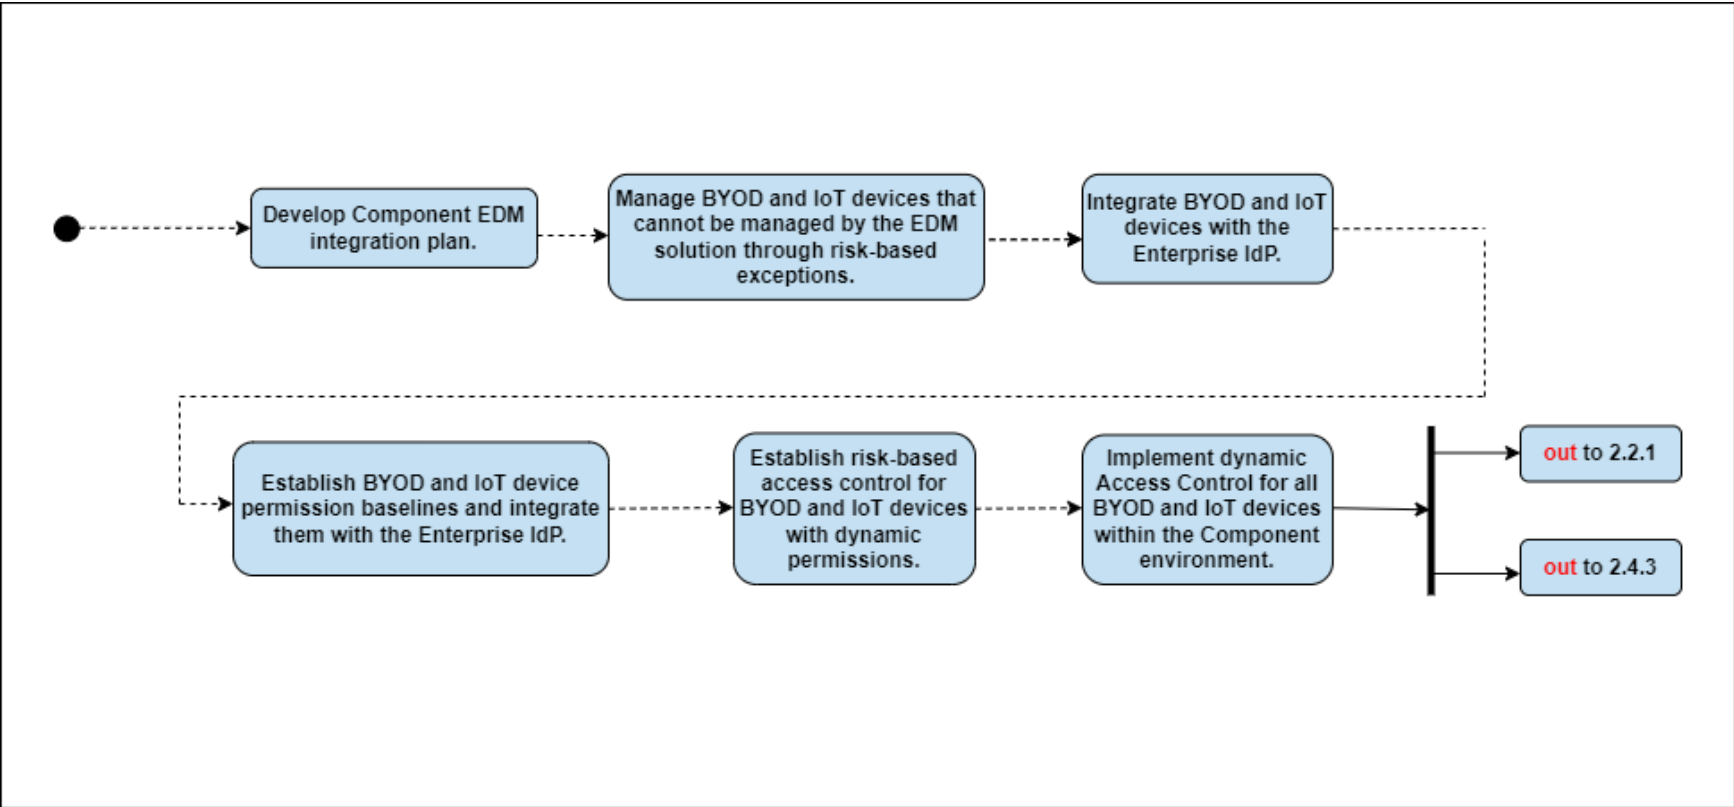 Develop Component EDM
integration plan.
Manage BYOD and IoT devices that
cannot be managed by the EDM
solution through risk-based
exceptions.
Integrate BYOD and IoT
devices with the
Enterprise IdP.
Establish BYOD and IoT device
permission baselines and integrate
them with the Enterprise IdP.
Establish risk-based
access control for
BYOD and IoT devices
with dynamic
permissions.
Implement dynamic
Access Control for all
BYOD and IoT devices
within the Component
environment.
out to 2.2.1
out to 2.4.3